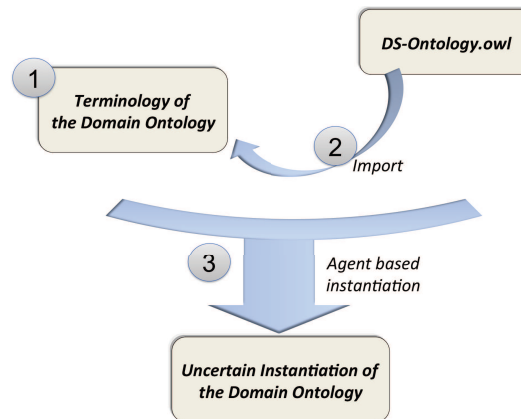 DS-Ontology.owl
1
Terminology of
the Domain Ontology
2
Import
3
Agent based
instantiation
Uncertain Instantiation of
the Domain Ontology